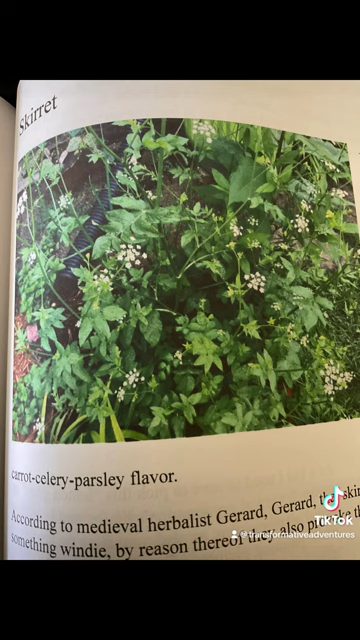 Skirret
carrot-celery-parsley flavor.
According to medieval herbalist Gerard, Gerard, the skir
something windie, by reason thereof they also
TikTok
@transformativeadventures